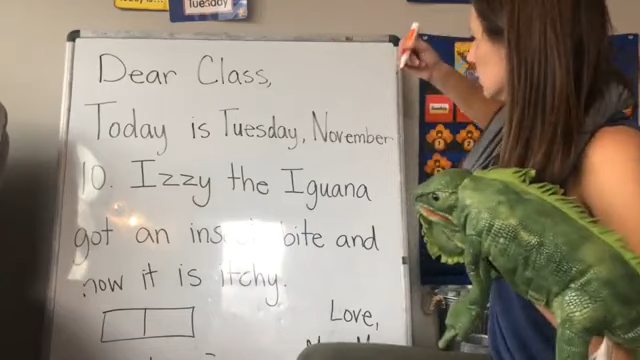 Tuesday
Dear Class,
Today is Tuesday, November
10. Izzy the Iguana
got an bite and
now it is itchy.
Love,